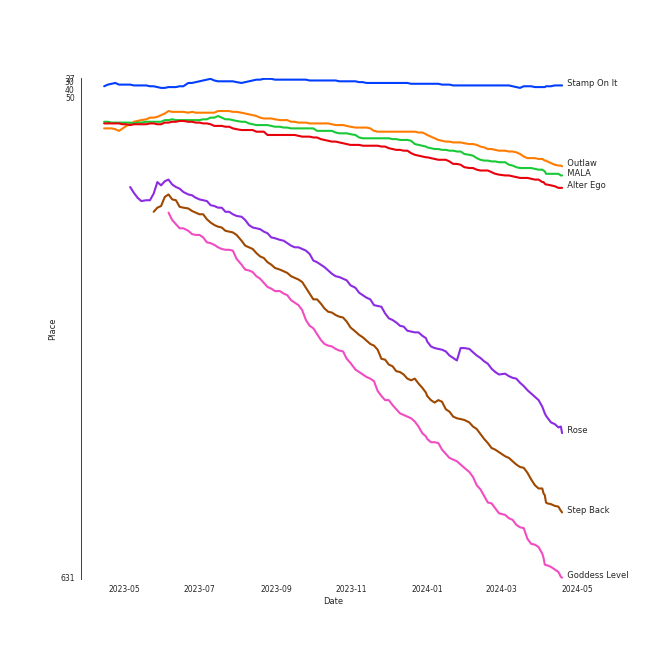 27
30
40
50
Stamp On It
Outlaw
MALA
Alter Ego
Place
Rose
Step Back
Goddess Level
631
2023-05
2023-07
2023-09
2023-11
2024-01
2024-03
2024-05
Date